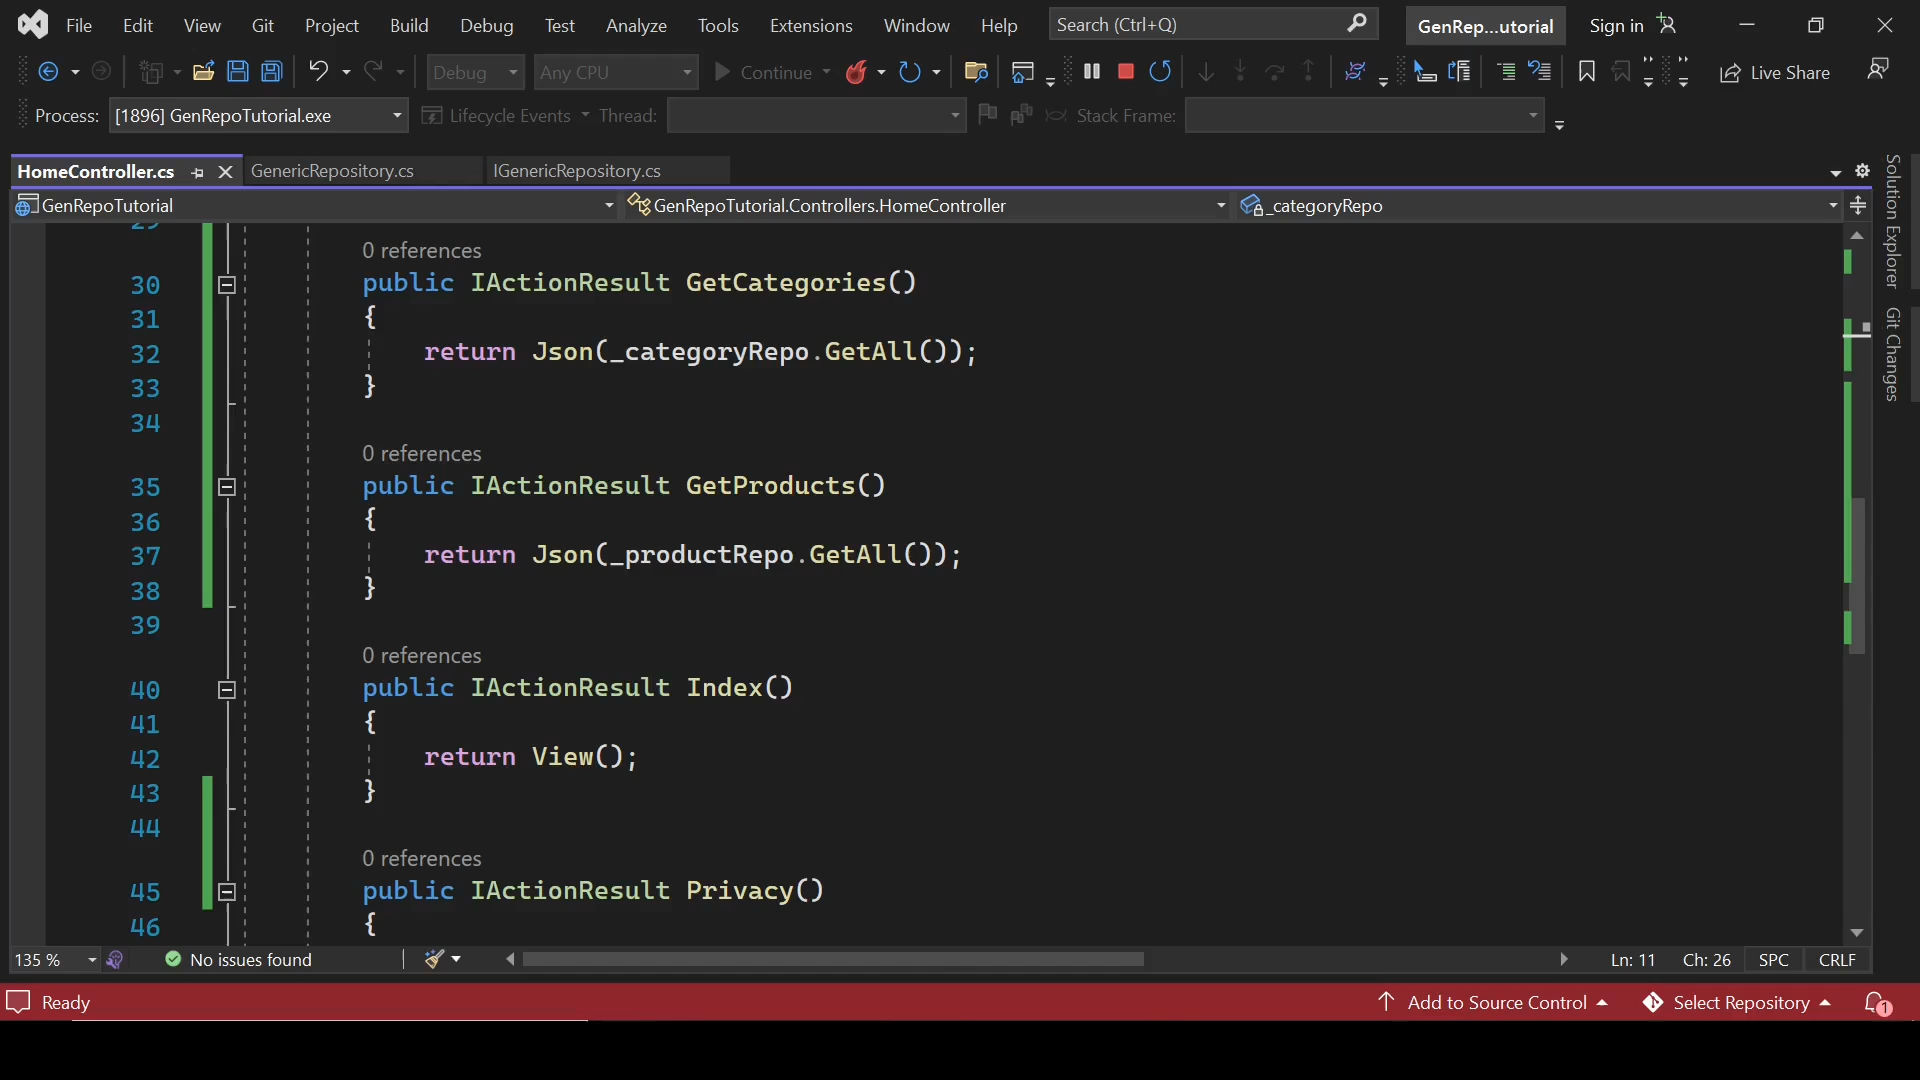 File Edit View Git Project Build Debug Test Analyze Tools Extensions Window Help Search (Ctrl+Q) GenRep...utorial Sign in
Debug Any CPU Continue Live Share
Process: [1896] GenRepoTutorial.exe Lifecycle Events Thread: Stack Frame:
HomeController.cs GenericRepository.cs IGenericRepository.cs
GenRepoTutorial GenRepoTutorial.Controllers.HomeController _categoryRepo
Solution Explorer
Git Changes
29
0 references
30 public IActionResult GetCategories()
31 {
32 return Json(_categoryRepo.GetAll());
33 }
34
0 references
35 public IActionResult GetProducts()
36 {
37 return Json(_productRepo.GetAll());
38 }
39
0 references
40 public IActionResult Index()
41 {
42 return View();
43 }
44
0 references
45 public IActionResult Privacy()
46 {
135 % No issues found Ln: 11 Ch: 26 SPC CRLF
Ready Add to Source Control Select Repository 1